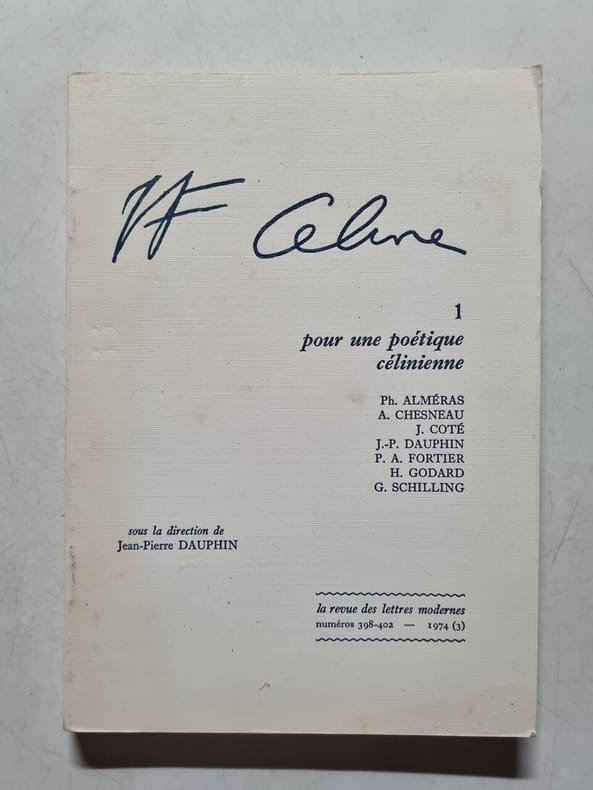 LF Celine
1
pour une poétique
célinienne
Ph. ALMÉRAS
A. CHESNEAU
J. COTÉ
J.-P. DAUPHIN
P. A. FORTIER
H. GODARD
G. SCHILLING
sous la direction de
Jean-Pierre DAUPHIN
la revue des lettres modernes
numéros 398-402 — 1974 (3)